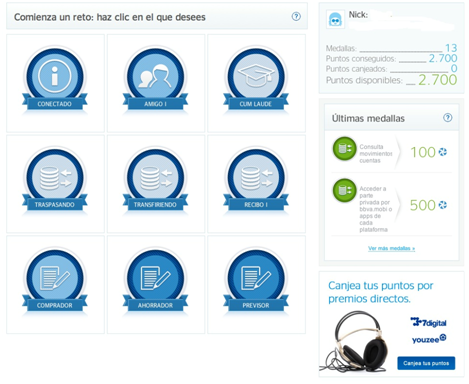 Comienza un reto: haz clic en el que desees
?
CONECTADO
AMIGO I
CUM LAUDE
TRASPASANDO
TRANSFIRIENDO
RECIBO I
COMPRADOR
AHORRADOR
PREVISOR
Nick:
Medallas: 13
Puntos conseguidos: 2.700
Puntos canjeados: 0
Puntos disponibles: 2.700
Últimas medallas
?
Consulta
movimientos
cuentas
100
Acceder a
parte
privada por
bbva.mobi o
apps de
cada
plataforma
500
Ver más medallas »
Canjea tus puntos por
premios directos.
7digital
youzee
Canjea tus puntos